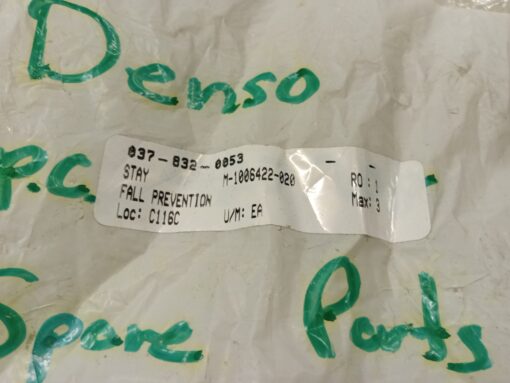 Denso
037-832-0053 - -
STAY M-1006422-020 RO : 1
P.C.
FALL PREVENTION Max: 3
Loc: C116C U/M: EA
Spare Parts